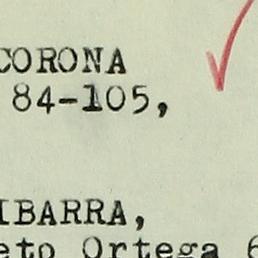 CORONA
84-105,
IBARRA,
eto Ortega 6